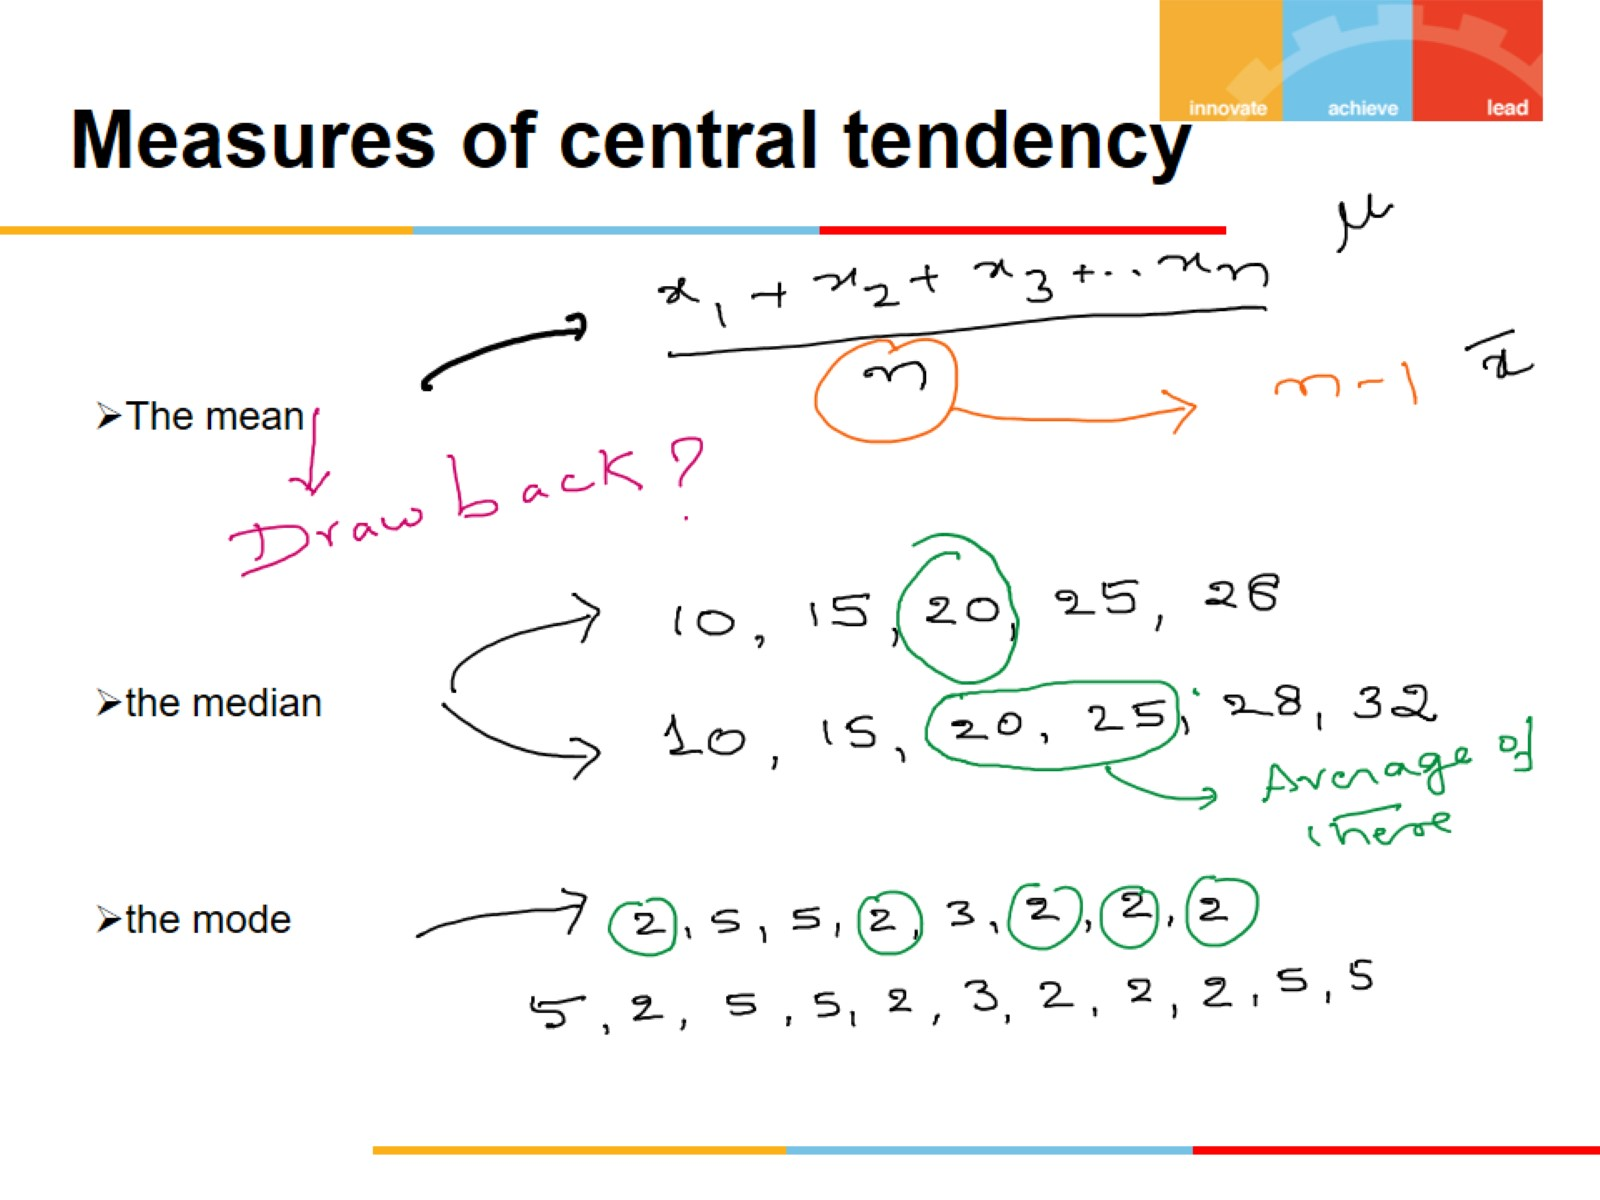 innovate achieve lead
Measures of central tendency
μ
x₁ + x₂ + x₃ + .. xn
n
n-1
x̄
➢The mean
Drawback?
10, 15, 20, 25, 26
➢the median
10, 15, 20, 25, 28, 32
Average of
these
➢the mode
2, 5, 5, 2, 3, 2, 2, 2
5, 2, 5, 5, 2, 3, 2, 2, 2, 5, 5